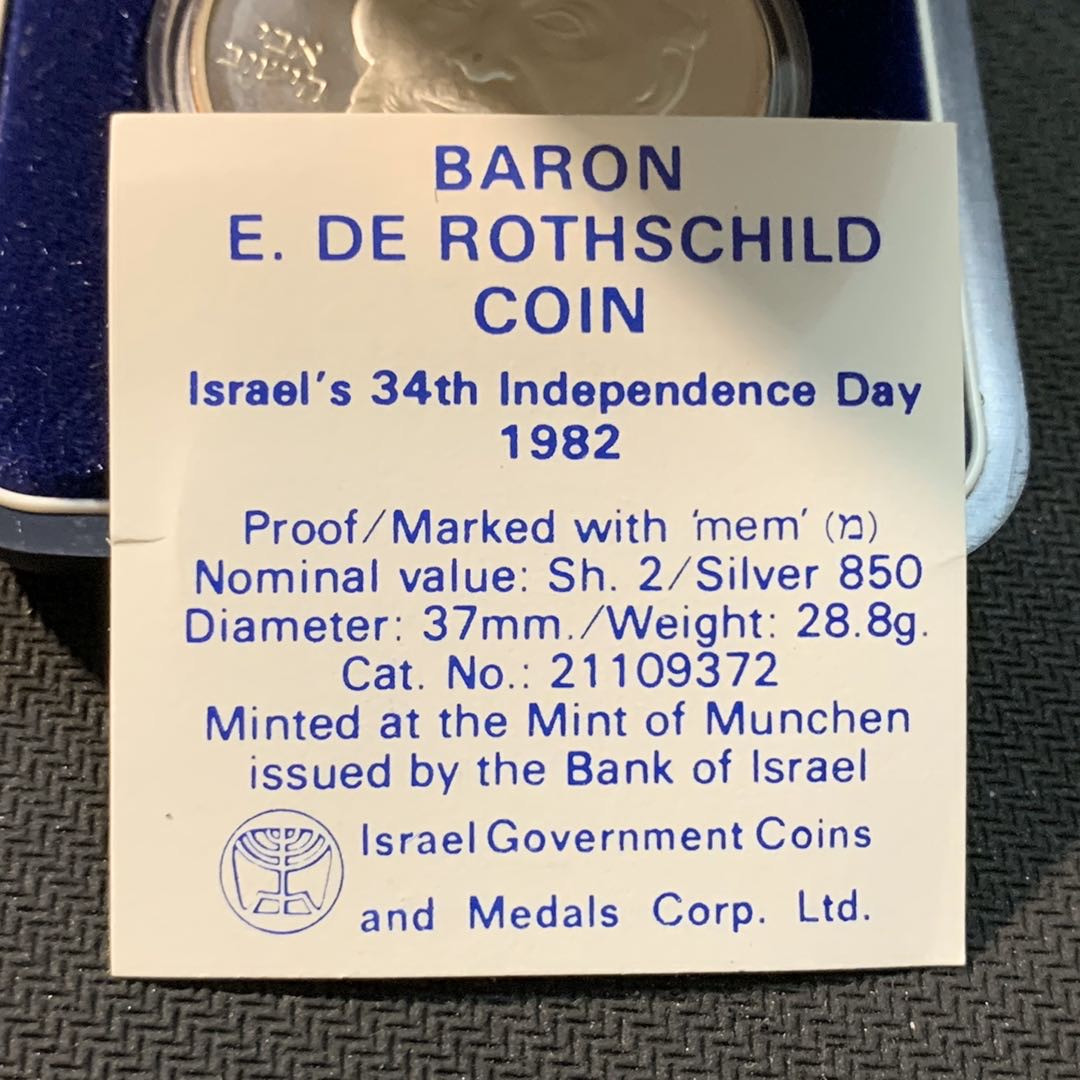 BARON
E. DE ROTHSCHILD
COIN
Israel's 34th Independence Day
1982
Proof/Marked with 'mem' (מ)
Nominal value: Sh. 2/Silver 850
Diameter: 37mm./Weight: 28.8g.
Cat. No.: 21109372
Minted at the Mint of Munchen
issued by the Bank of Israel
Israel Government Coins
and Medals Corp. Ltd.